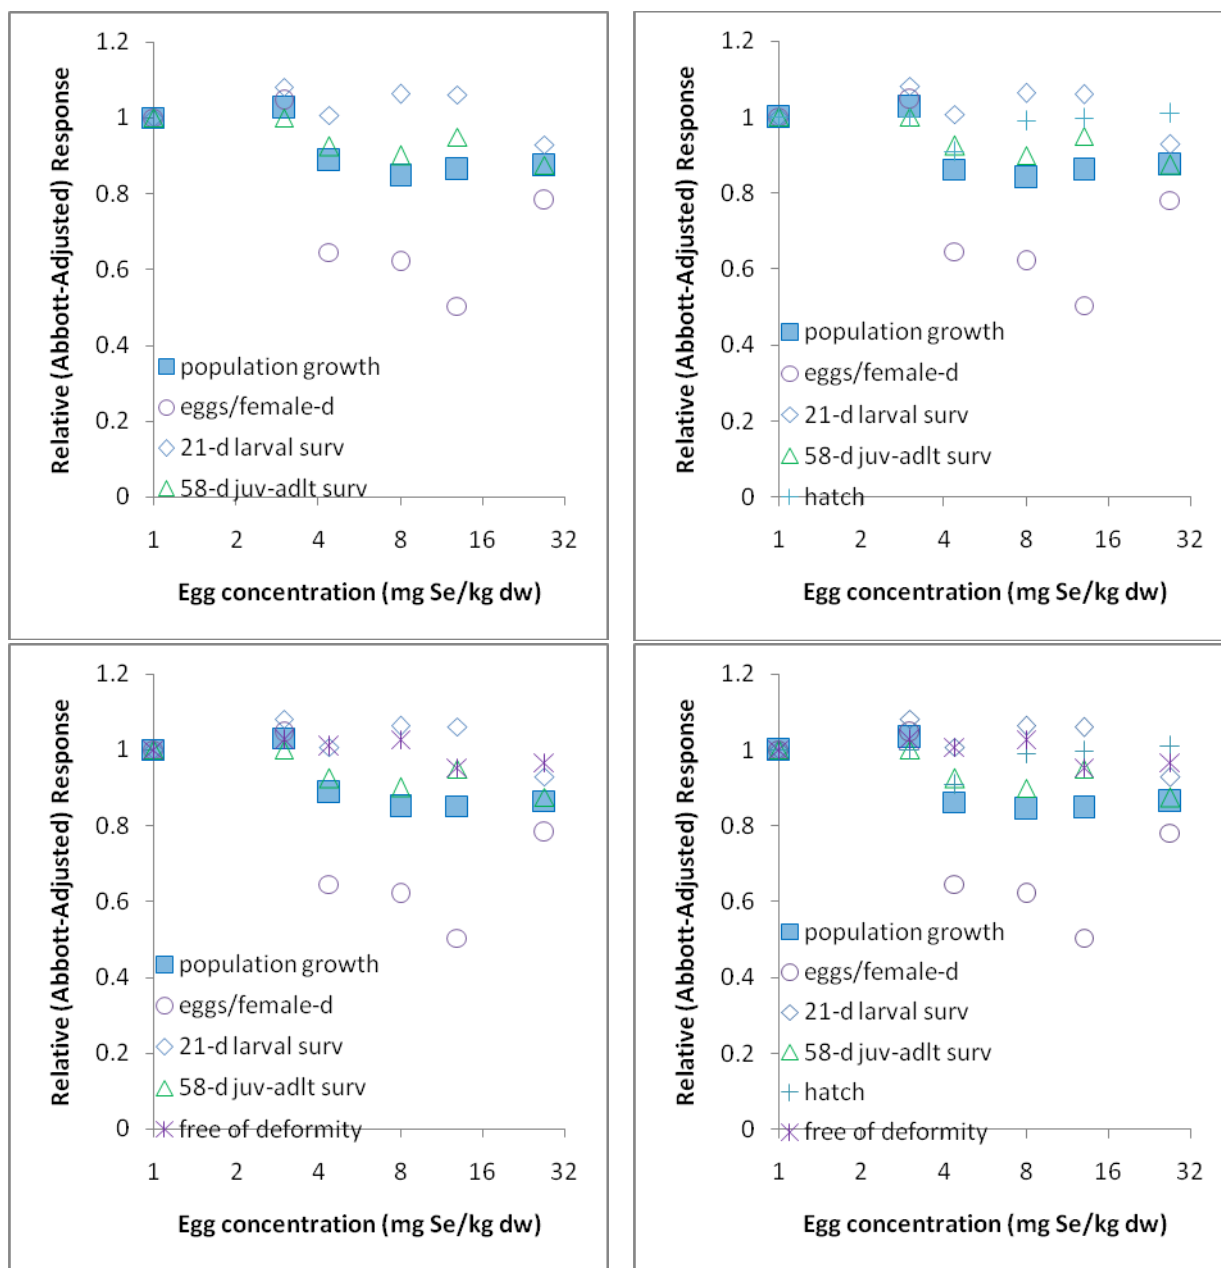 Relative (Abbott-Adjusted) Response
1.2
1
0.8
0.6
0.4
0.2
0
population growth
eggs/female-d
21-d larval surv
58-d juv-adlt surv
1 2 4 8 16 32
Egg concentration (mg Se/kg dw)
Relative (Abbott-Adjusted) Response
1.2
1
0.8
0.6
0.4
0.2
0
population growth
eggs/female-d
21-d larval surv
58-d juv-adlt surv
hatch
1 2 4 8 16 32
Egg concentration (mg Se/kg dw)
Relative (Abbott-Adjusted) Response
1.2
1
0.8
0.6
0.4
0.2
0
population growth
eggs/female-d
21-d larval surv
58-d juv-adlt surv
free of deformity
1 2 4 8 16 32
Egg concentration (mg Se/kg dw)
Relative (Abbott-Adjusted) Response
1.2
1
0.8
0.6
0.4
0.2
0
population growth
eggs/female-d
21-d larval surv
58-d juv-adlt surv
hatch
free of deformity
1 2 4 8 16 32
Egg concentration (mg Se/kg dw)